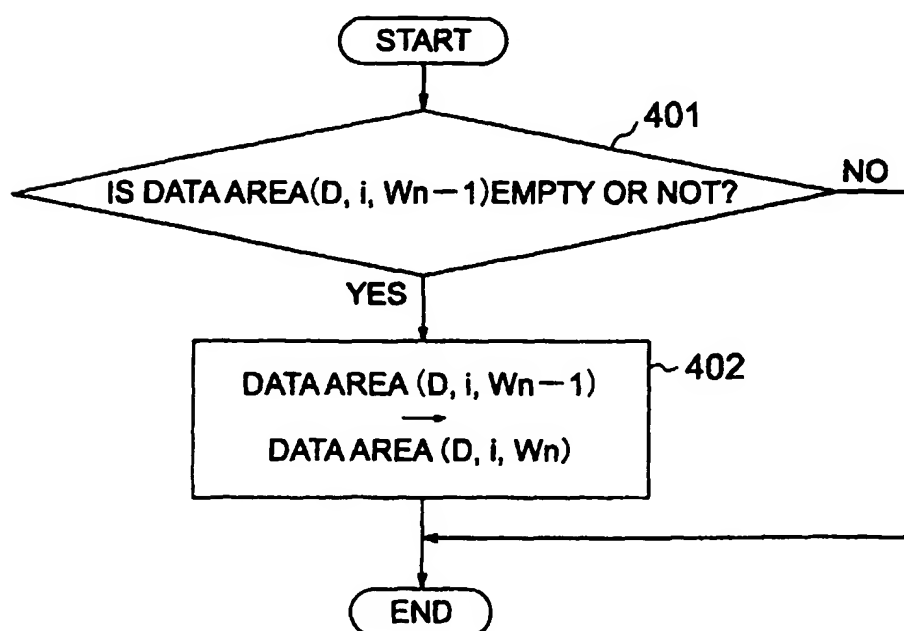 START
401
IS DATA AREA(D, i, Wn−1)EMPTY OR NOT?
NO
YES
402
DATA AREA (D, i, Wn−1)
→
DATA AREA (D, i, Wn)
END